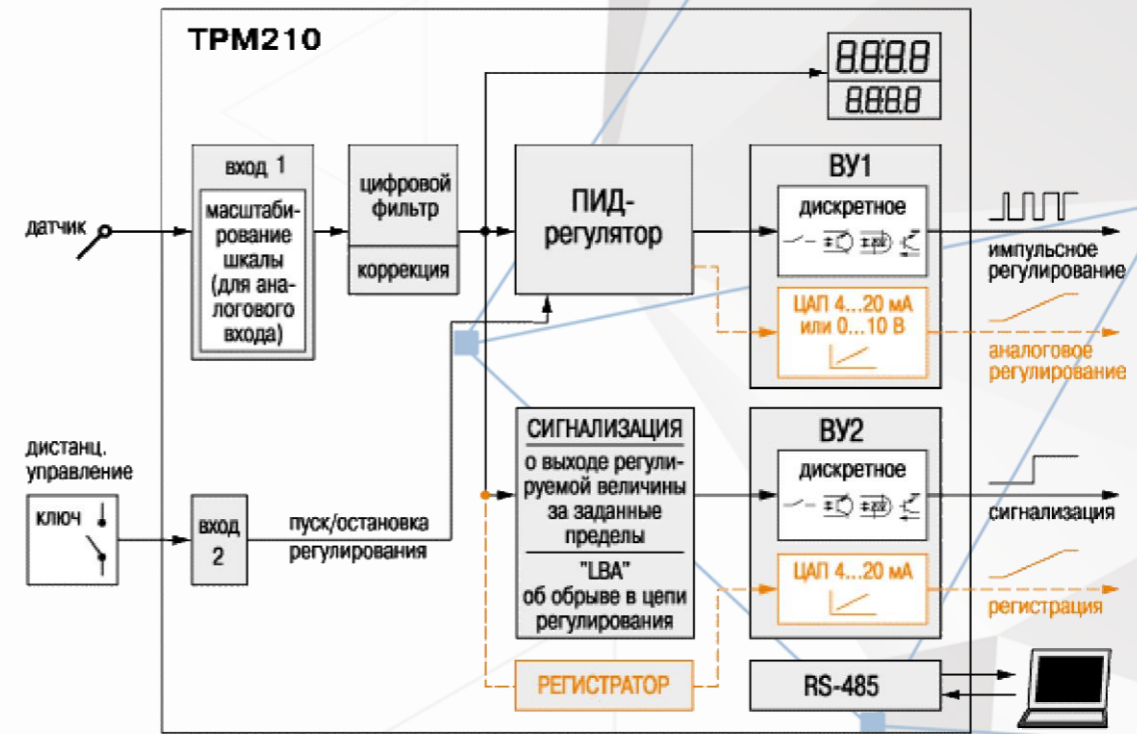 ТРМ210
8.8.8.8
8.8.8.8
датчик
вход 1
масштаби-
рование
шкалы
(для ана-
логового
входа)
цифровой
фильтр
коррекция
ПИД-
регулятор
ВУ1
дискретное
ЦАП 4...20 мА
или 0...10 В
импульсное
регулирование
аналоговое
регулирование
дистанц.
управление
ключ
вход
2
пуск/остановка
регулирования
СИГНАЛИЗАЦИЯ
о выходе регули-
руемой величины
за заданные
пределы
"LBA"
об обрыве в цепи
регулирования
РЕГИСТРАТОР
ВУ2
дискретное
ЦАП 4...20 мА
сигнализация
регистрация
RS-485